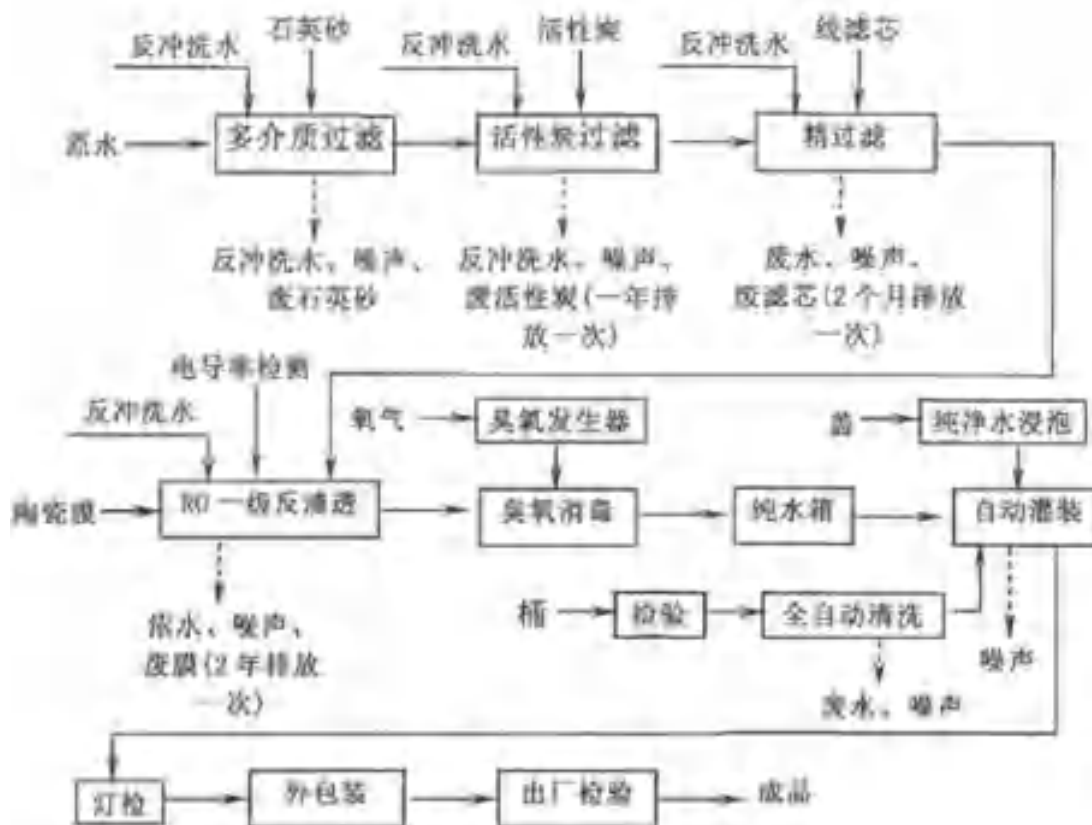 石英砂
活性炭
线滤芯
反冲洗水
反冲洗水
反冲洗水
原水
多介质过滤
活性炭过滤
精过滤
反冲洗水、噪声、
废石英砂
反冲洗水、噪声、
废活性炭(一年排
放一次)
废水、噪声、
废滤芯(2个月排放
一次)
电导率检测
反冲洗水
氧气
臭氧发生器
盖
纯净水浸泡
陶瓷膜
RO一级反渗透
臭氧消毒
纯水箱
自动灌装
浓水、噪声、
废膜(2年排放
一次)
桶
检验
全自动清洗
噪声
废水、噪声
灯检
外包装
出厂检验
成品